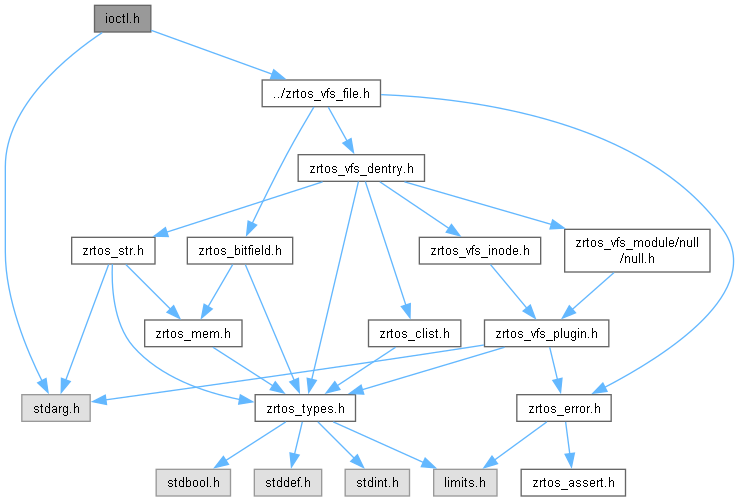 ioctl.h
../zrtos_vfs_file.h
zrtos_vfs_dentry.h
zrtos_str.h
zrtos_bitfield.h
zrtos_vfs_inode.h
zrtos_vfs_module/null
/null.h
zrtos_mem.h
zrtos_clist.h
zrtos_vfs_plugin.h
stdarg.h
zrtos_types.h
zrtos_error.h
stdbool.h
stddef.h
stdint.h
limits.h
zrtos_assert.h